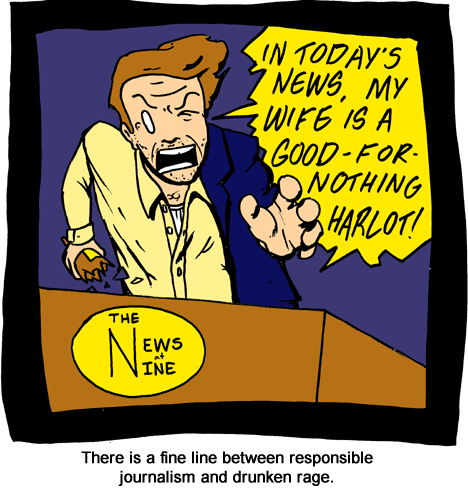 IN TODAY'S
NEWS, MY
WIFE IS A
GOOD-FOR-
NOTHING
HARLOT!
THE
NEWS
at
NINE
There is a fine line between responsible
journalism and drunken rage.